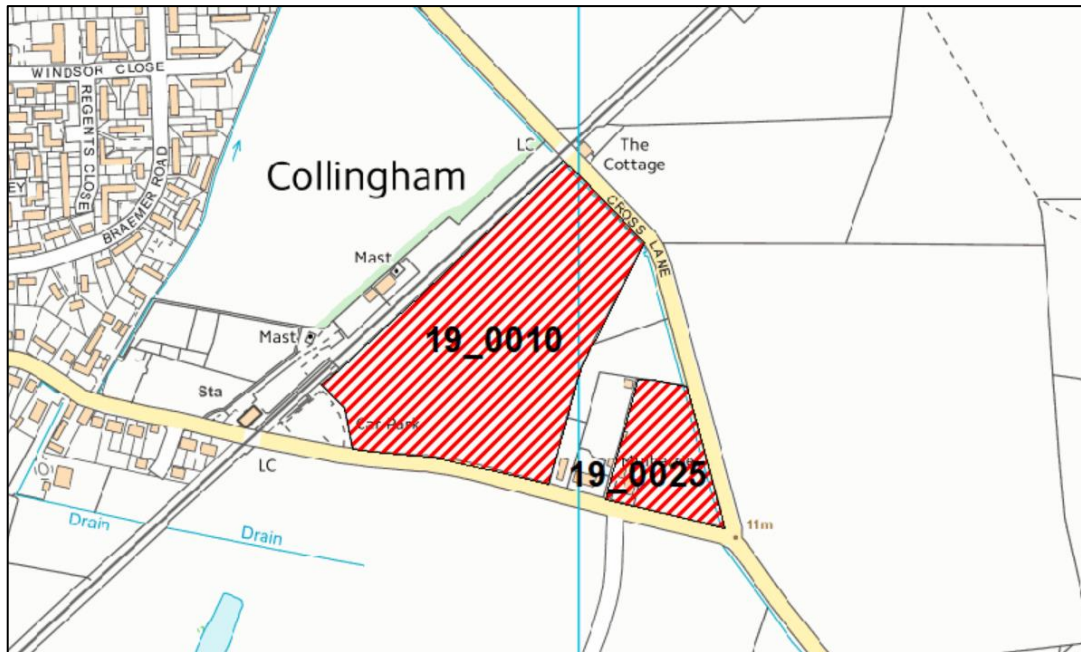 WINDSOR CLOSE
REGENTS CLOSE
EY
BRAEMER ROAD
Collingham
LC
The
Cottage
CROSS LANE
Mast
Mast
19_0010
Sta
Car Park
LC
19_0025
11m
Drain
Drain